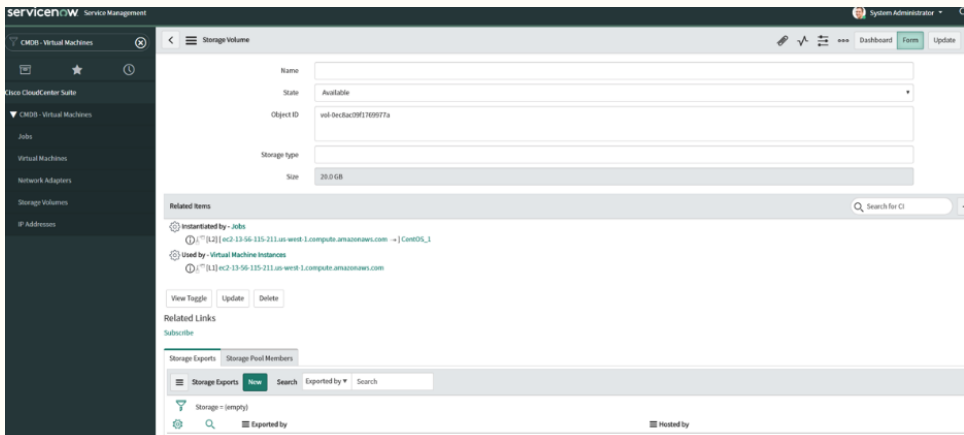 servicenow Service Management
System Administrator
CMDB - Virtual Machines
Storage Volume
Dashboard Form Update
Cisco CloudCenter Suite
CMDB - Virtual Machines
Jobs
Virtual Machines
Network Adapters
Storage Volumes
IP Addresses
Name
State Available
Object ID vol-0ec8ac09f1769977a
Storage type
Size 20.0 GB
Related Items Search for CI
Instantiated by - Jobs
[L2] [ ec2-13-56-115-211.us-west-1.compute.amazonaws.com → ] CentOS_1
Used by - Virtual Machine Instances
[L1] ec2-13-56-115-211.us-west-1.compute.amazonaws.com
View Toggle Update Delete
Related Links
Subscribe
Storage Exports Storage Pool Members
Storage Exports New Search Exported by Search
Storage = (empty)
Exported by Hosted by